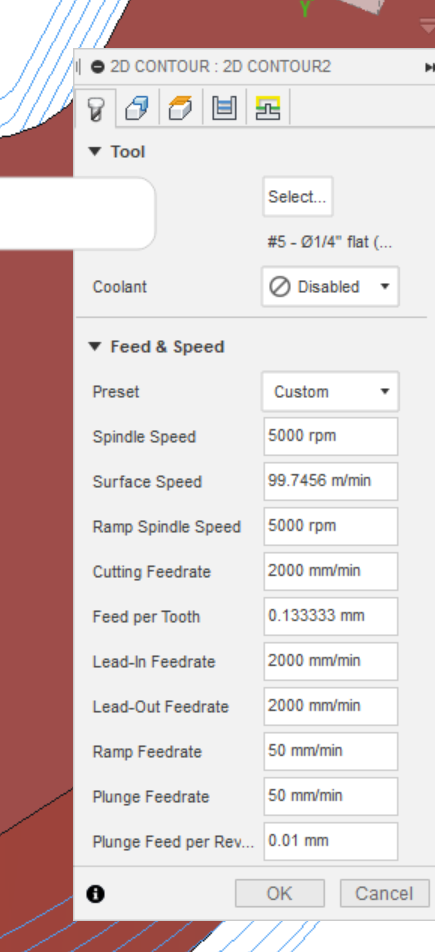 Y
2D CONTOUR : 2D CONTOUR2
Tool
Select...
#5 - Ø1/4" flat (...
Coolant Disabled
Feed & Speed
Preset Custom
Spindle Speed 5000 rpm
Surface Speed 99.7456 m/min
Ramp Spindle Speed 5000 rpm
Cutting Feedrate 2000 mm/min
Feed per Tooth 0.133333 mm
Lead-In Feedrate 2000 mm/min
Lead-Out Feedrate 2000 mm/min
Ramp Feedrate 50 mm/min
Plunge Feedrate 50 mm/min
Plunge Feed per Rev... 0.01 mm
OK Cancel